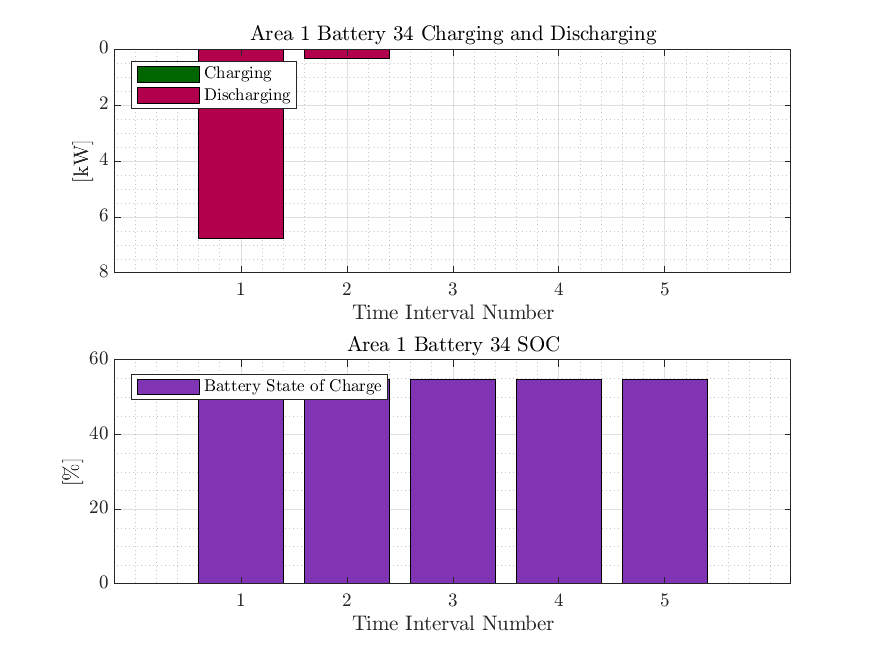 Area 1 Battery 34 Charging and Discharging
0
2
4
6
8
[kW]
Charging
Discharging
1 2 3 4 5
Time Interval Number
Area 1 Battery 34 SOC
60
40
20
0
[%]
Battery State of Charge
1 2 3 4 5
Time Interval Number